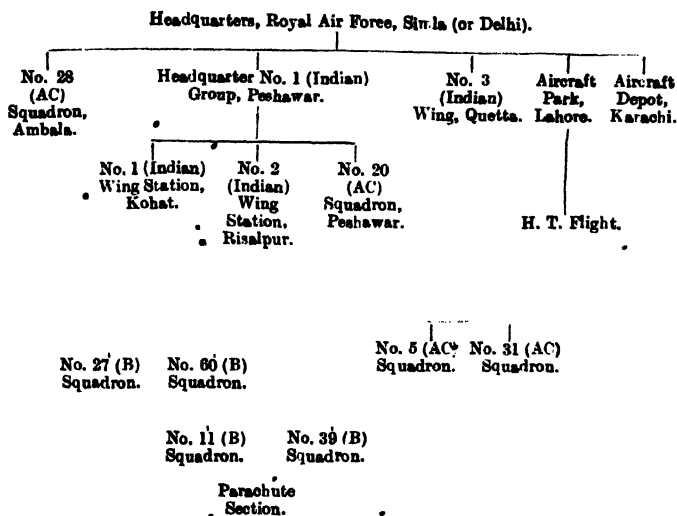 Headquarters, Royal Air Force, Simla (or Delhi).
No. 28
(AC)
Squadron,
Ambala.
Headquarter No. 1 (Indian)
Group, Peshawar.
No. 3
(Indian)
Wing, Quetta.
Aircraft
Park,
Lahore.
Aircraft
Depot,
Karachi.
No. 1 (Indian)
Wing Station,
Kohat.
No. 2
(Indian)
Wing
Station,
Risalpur.
No. 20
(AC)
Squadron,
Peshawar.
H. T. Flight.
No. 27 (B)
Squadron.
No. 60 (B)
Squadron.
No. 5 (AC)
Squadron.
No. 31 (AC)
Squadron.
No. 11 (B)
Squadron.
No. 39 (B)
Squadron.
Parachute
Section.